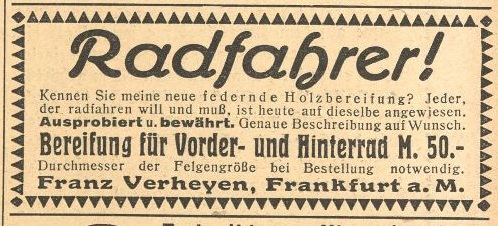 Radfahrer!
Kennen Sie meine neue federnde Holzbereifung? Jeder,
der radfahren will und muß, ist heute auf dieselbe angewiesen.
Ausprobiert u. bewährt. Genaue Beschreibung auf Wunsch.
Bereifung für Vorder- und Hinterrad M. 50.-
Durchmesser der Felgengröße bei Bestellung notwendig.
Franz Verheyen, Frankfurt a. M.